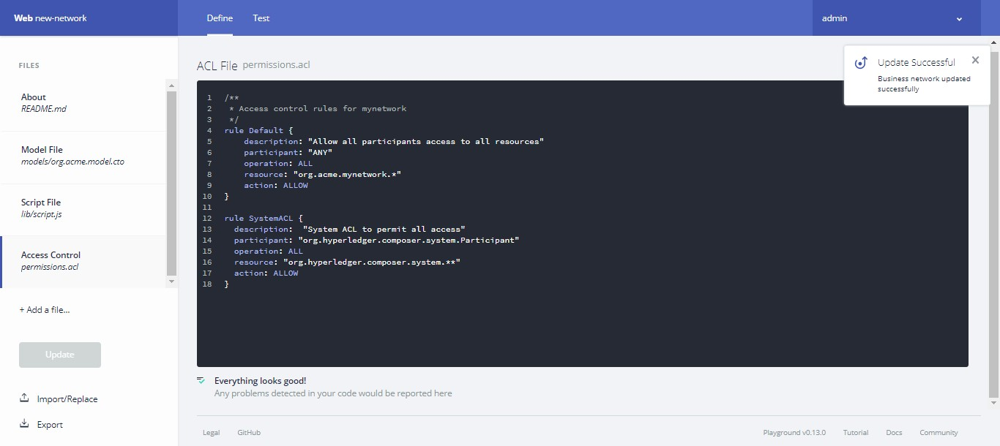 Web new-network
Define
Test
admin
FILES
About
README.md
Model File
models/org.acme.model.cto
Script File
lib/script.js
Access Control
permissions.acl
+ Add a file...
Update
Import/Replace
Export
ACL File permissions.acl
Update Successful
Business network updated
successfully
1 /**
2 * Access control rules for mynetwork
3 */
4 rule Default {
5 description: "Allow all participants access to all resources"
6 participant: "ANY"
7 operation: ALL
8 resource: "org.acme.mynetwork.*"
9 action: ALLOW
10 }
11
12 rule SystemACL {
13 description: "System ACL to permit all access"
14 participant: "org.hyperledger.composer.system.Participant"
15 operation: ALL
16 resource: "org.hyperledger.composer.system.**"
17 action: ALLOW
18 }
Everything looks good!
Any problems detected in your code would be reported here
Legal
GitHub
Playground v0.13.0
Tutorial
Docs
Community